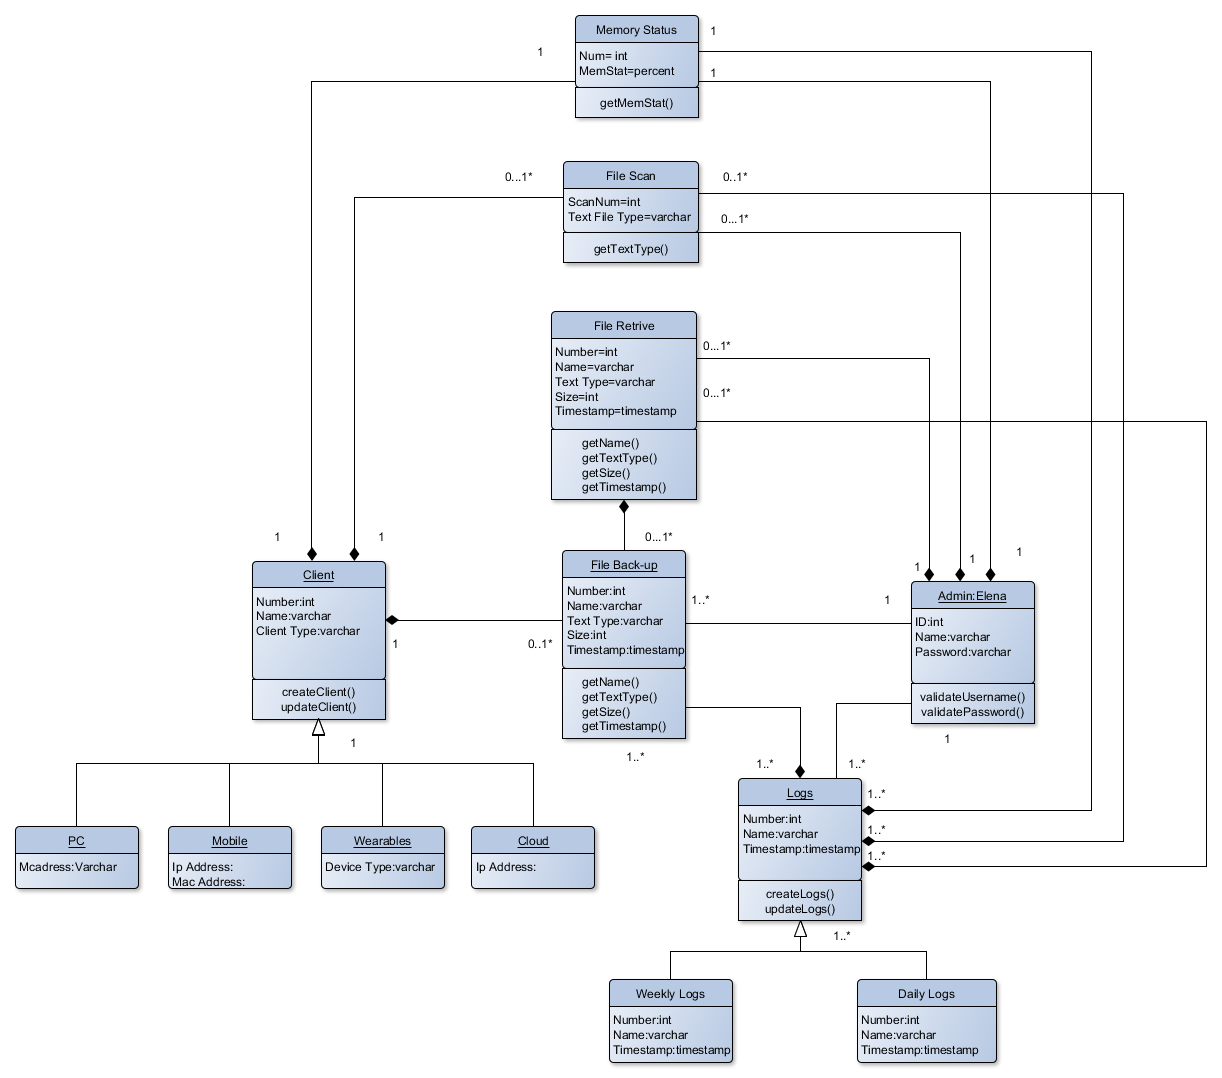 Memory Status
1
1
Num= int
MemStat=percent
1
getMemStat()
File Scan
0...1*
0..1*
ScanNum=int
Text File Type=varchar
0...1*
getTextType()
File Retrive
0...1*
Number=int
Name=varchar
Text Type=varchar
Size=int
Timestamp=timestamp
0...1*
getName()
getTextType()
getSize()
getTimestamp()
1
1
0...1*
1
1
1
Client
Number:int
Name:varchar
Client Type:varchar
createClient()
updateClient()
1
0..1*
File Back-up
Number:int
Name:varchar
Text Type:varchar
Size:int
Timestamp:timestamp
getName()
getTextType()
getSize()
getTimestamp()
1..*
1
Admin:Elena
ID:int
Name:varchar
Password:varchar
validateUsername()
validatePassword()
1
1
1..*
1..*
1..*
PC
Mcadress:Varchar
Mobile
Ip Address:
Mac Address:
Wearables
Device Type:varchar
Cloud
Ip Address:
Logs
Number:int
Name:varchar
Timestamp:timestamp
createLogs()
updateLogs()
1..*
1..*
1..*
1..*
Weekly Logs
Number:int
Name:varchar
Timestamp:timestamp
Daily Logs
Number:int
Name:varchar
Timestamp:timestamp